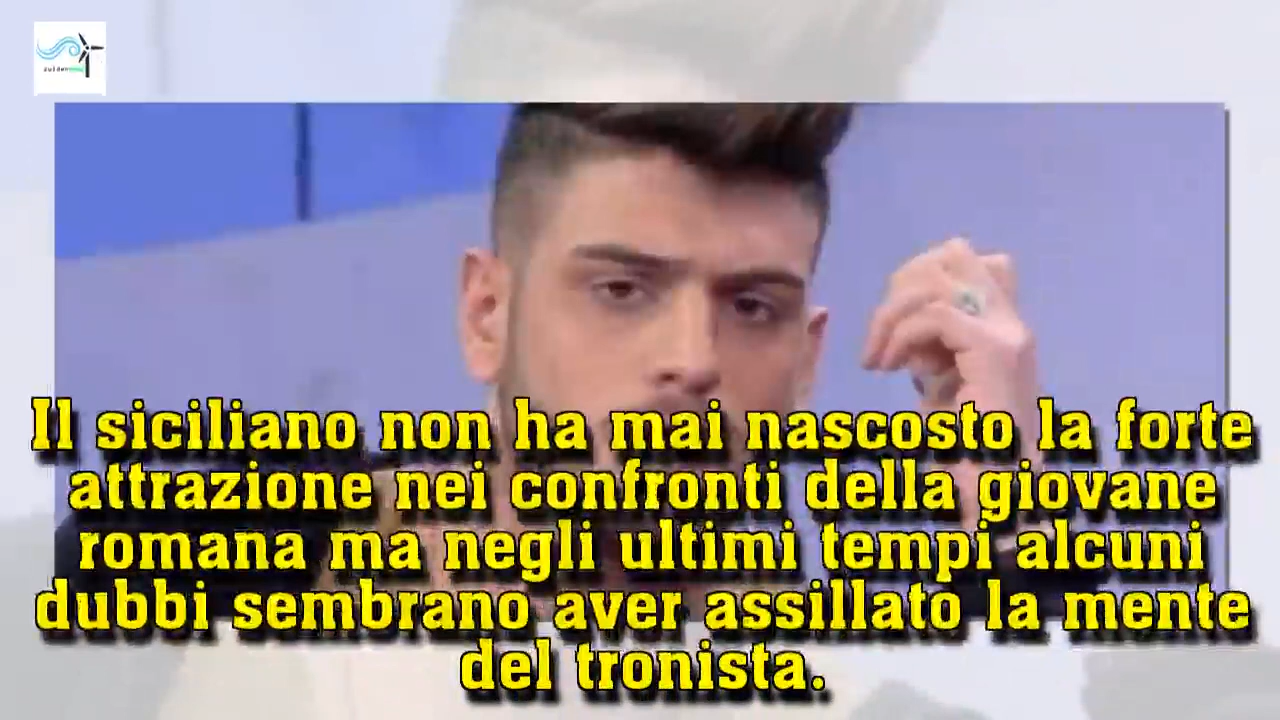 Il siciliano non ha mai nascosto la forte
attrazione nei confronti della giovane
romana ma negli ultimi tempi alcuni
dubbi sembrano aver assillato la mente
del tronista.